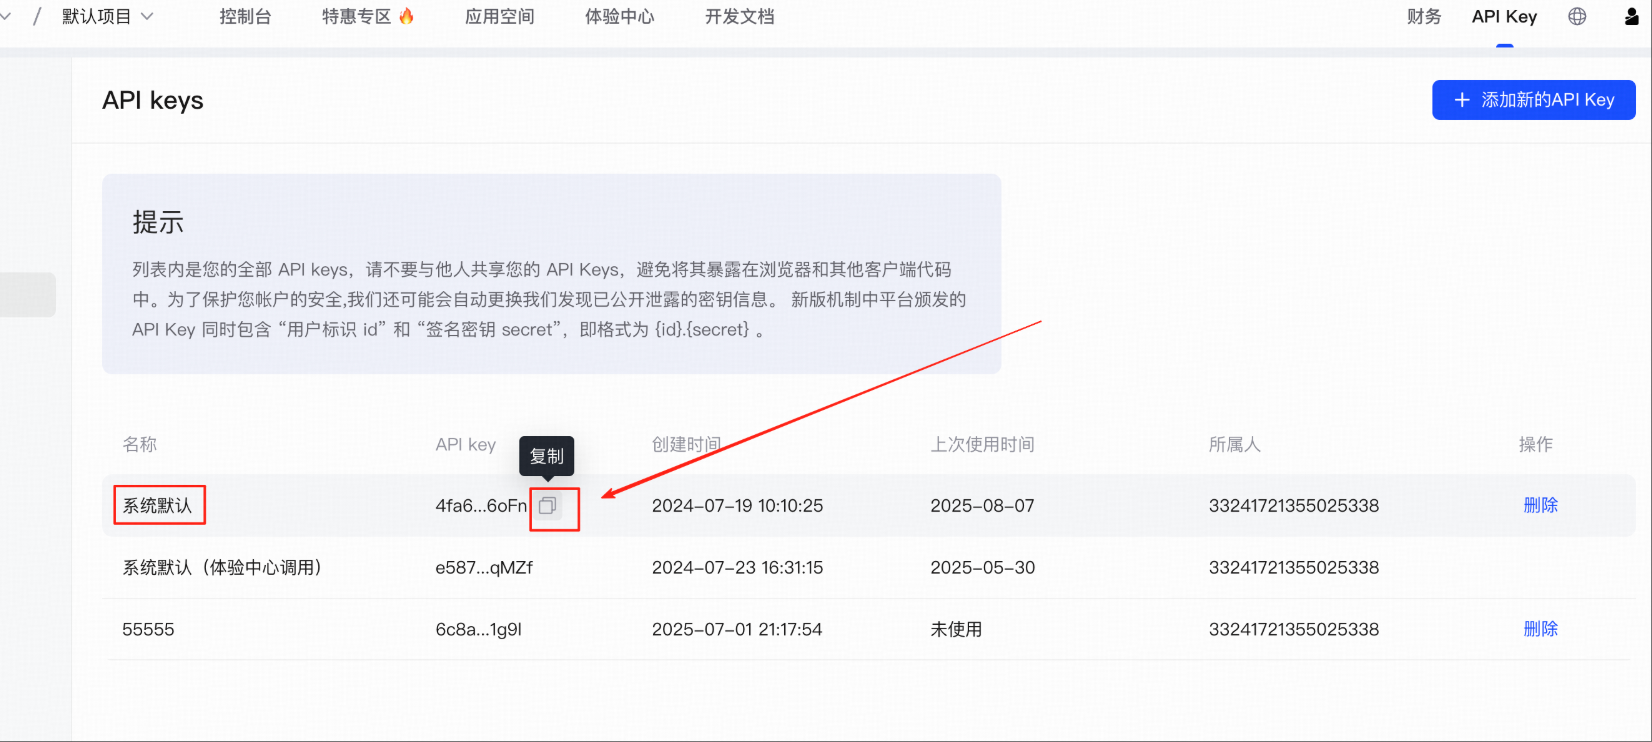 / 默认项目 控制台 特惠专区 应用空间 体验中心 开发文档 财务 API Key
API keys
+ 添加新的API Key
提示
列表内是您的全部 API keys，请不要与他人共享您的 API Keys，避免将其暴露在浏览器和其他客户端代码
中。为了保护您帐户的安全,我们还可能会自动更换我们发现已公开泄露的密钥信息。 新版机制中平台颁发的
API Key 同时包含 “用户标识 id” 和 “签名密钥 secret”，即格式为 {id}.{secret} 。
名称 API key 复制 创建时间 上次使用时间 所属人 操作
系统默认 4fa6...6oFn 2024-07-19 10:10:25 2025-08-07 33241721355025338 删除
系统默认（体验中心调用） e587...qMZf 2024-07-23 16:31:15 2025-05-30 33241721355025338
55555 6c8a...1g9l 2025-07-01 21:17:54 未使用 33241721355025338 删除